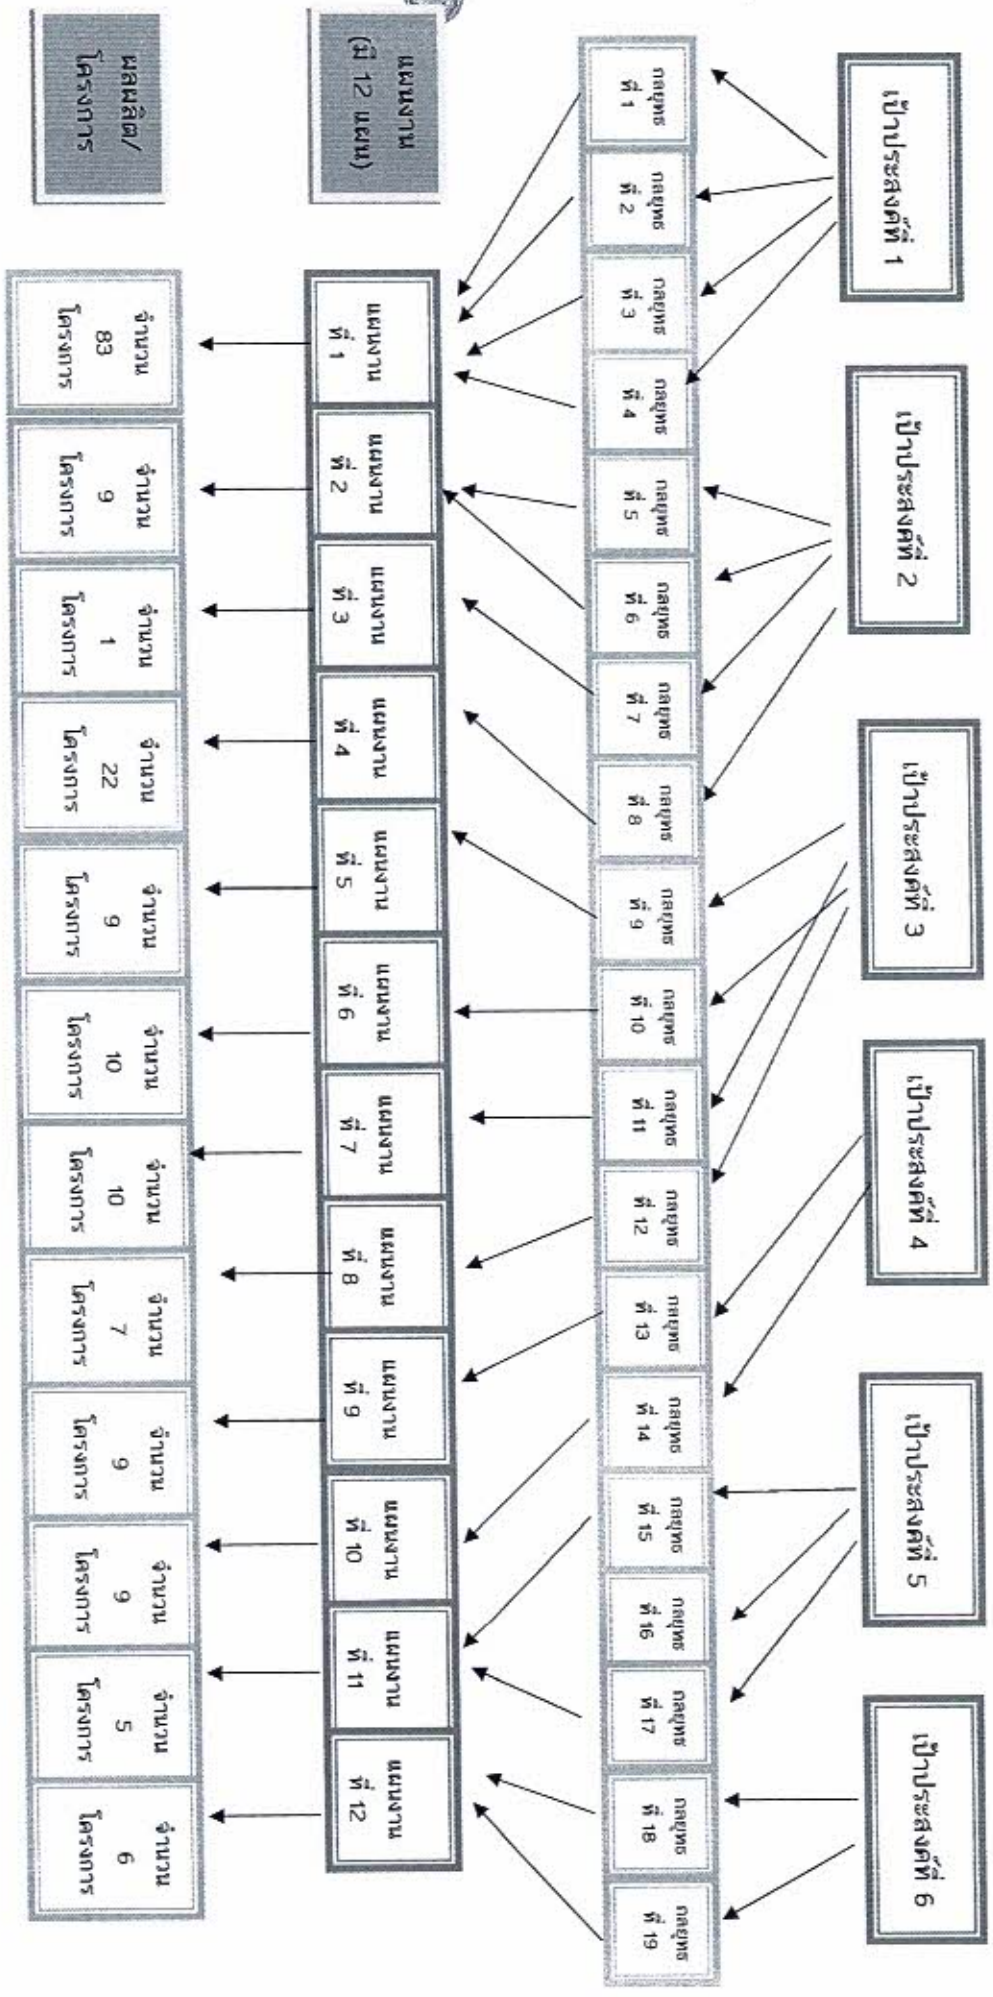 เป้าประสงค์ที่ 1
เป้าประสงค์ที่ 2
เป้าประสงค์ที่ 3
เป้าประสงค์ที่ 4
เป้าประสงค์ที่ 5
เป้าประสงค์ที่ 6
กลยุทธ
ที่ 1
กลยุทธ
ที่ 2
กลยุทธ
ที่ 3
กลยุทธ
ที่ 4
กลยุทธ
ที่ 5
กลยุทธ
ที่ 6
กลยุทธ
ที่ 7
กลยุทธ
ที่ 8
กลยุทธ
ที่ 9
กลยุทธ
ที่ 10
กลยุทธ
ที่ 11
กลยุทธ
ที่ 12
กลยุทธ
ที่ 13
กลยุทธ
ที่ 14
กลยุทธ
ที่ 15
กลยุทธ
ที่ 16
กลยุทธ
ที่ 17
กลยุทธ
ที่ 18
กลยุทธ
ที่ 19
แผนงาน
(มี 12 แผน)
แผนงาน
ที่ 1
แผนงาน
ที่ 2
แผนงาน
ที่ 3
แผนงาน
ที่ 4
แผนงาน
ที่ 5
แผนงาน
ที่ 6
แผนงาน
ที่ 7
แผนงาน
ที่ 8
แผนงาน
ที่ 9
แผนงาน
ที่ 10
แผนงาน
ที่ 11
แผนงาน
ที่ 12
ผลผลิต/
โครงการ
จำนวน
83
โครงการ
จำนวน
9
โครงการ
จำนวน
1
โครงการ
จำนวน
22
โครงการ
จำนวน
9
โครงการ
จำนวน
10
โครงการ
จำนวน
10
โครงการ
จำนวน
7
โครงการ
จำนวน
9
โครงการ
จำนวน
9
โครงการ
จำนวน
5
โครงการ
จำนวน
6
โครงการ